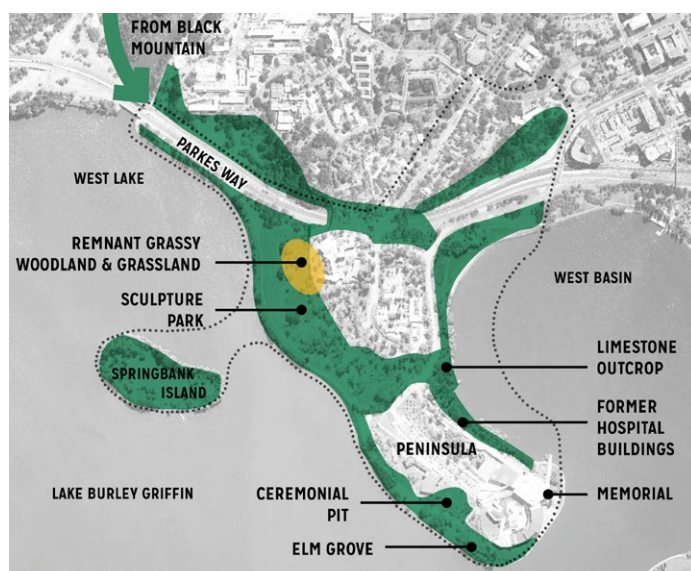 FROM BLACK
MOUNTAIN
PARKES WAY
WEST LAKE
REMNANT GRASSY
WOODLAND & GRASSLAND
WEST BASIN
SCULPTURE
PARK
LIMESTONE
OUTCROP
SPRINGBANK
ISLAND
FORMER
HOSPITAL
BUILDINGS
PENINSULA
LAKE BURLEY GRIFFIN
CEREMONIAL
PIT
MEMORIAL
ELM GROVE